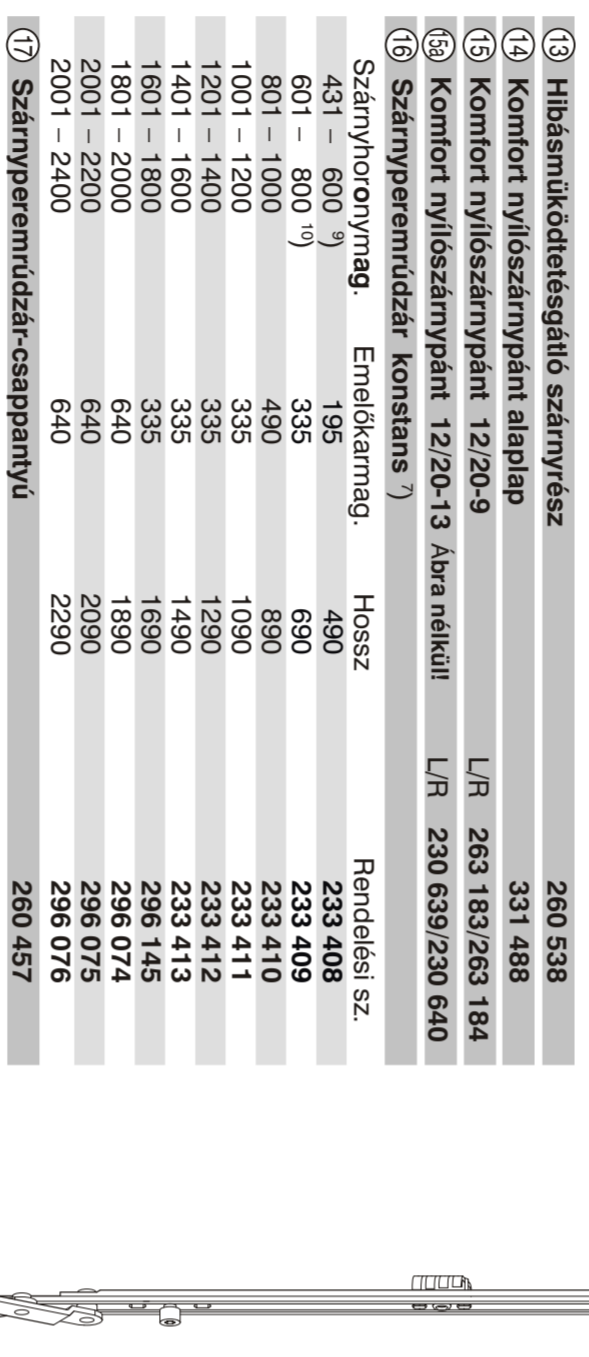 ⑬ Hibásműködtetésgátló szárnyrész 260 538
⑭ Komfort nyílószárnypánt alaplap 331 488
⑮ Komfort nyílószárnypánt 12/20-9 L/R 263 183/263 184
⑮a Komfort nyílószárnypánt 12/20-13 Ábra nélkül! L/R 230 639/230 640
⑯ Szárnyperemrúdzár konstans ⁷⁾
Szárnyhoronymag. Emelőkarmag. Hossz Rendelési sz.
431 – 600 ⁹⁾ 195 490 233 408
601 – 800 ¹⁰⁾ 335 690 233 409
801 – 1000 490 890 233 410
1001 – 1200 335 1090 233 411
1201 – 1400 335 1290 233 412
1401 – 1600 335 1490 233 413
1601 – 1800 335 1690 296 145
1801 – 2000 640 1890 296 074
2001 – 2200 640 2090 296 075
2001 – 2400 640 2290 296 076
⑰ Szárnyperemrúdzár-csappantyú 260 457